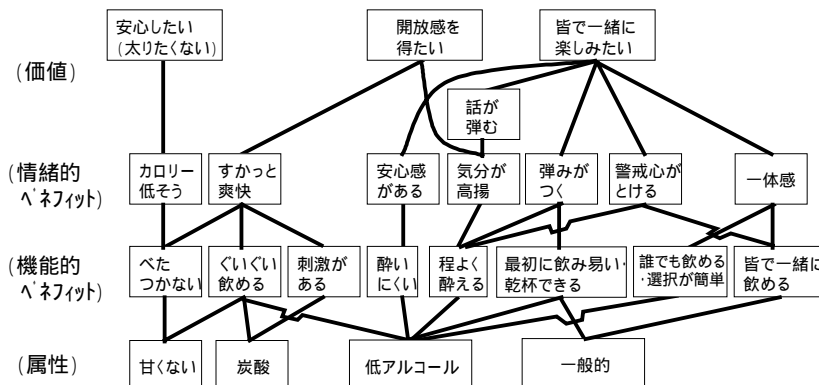 安心したい
(太りたくない)
開放感を
得たい
皆で一緒に
楽しみたい
(価値)
話が
弾む
(情緒的
ベネフィット)
カロリー
低そう
すかっと
爽快
安心感
がある
気分が
高揚
弾みが
つく
警戒心が
とける
一体感
(機能的
ベネフィット)
べた
つかない
ぐいぐい
飲める
刺激が
ある
酔い
にくい
程よく
酔える
最初に飲み易い・
乾杯できる
誰でも飲める
・選択が簡単
皆で一緒に
飲める
(属性)
甘くない
炭酸
低アルコール
一般的